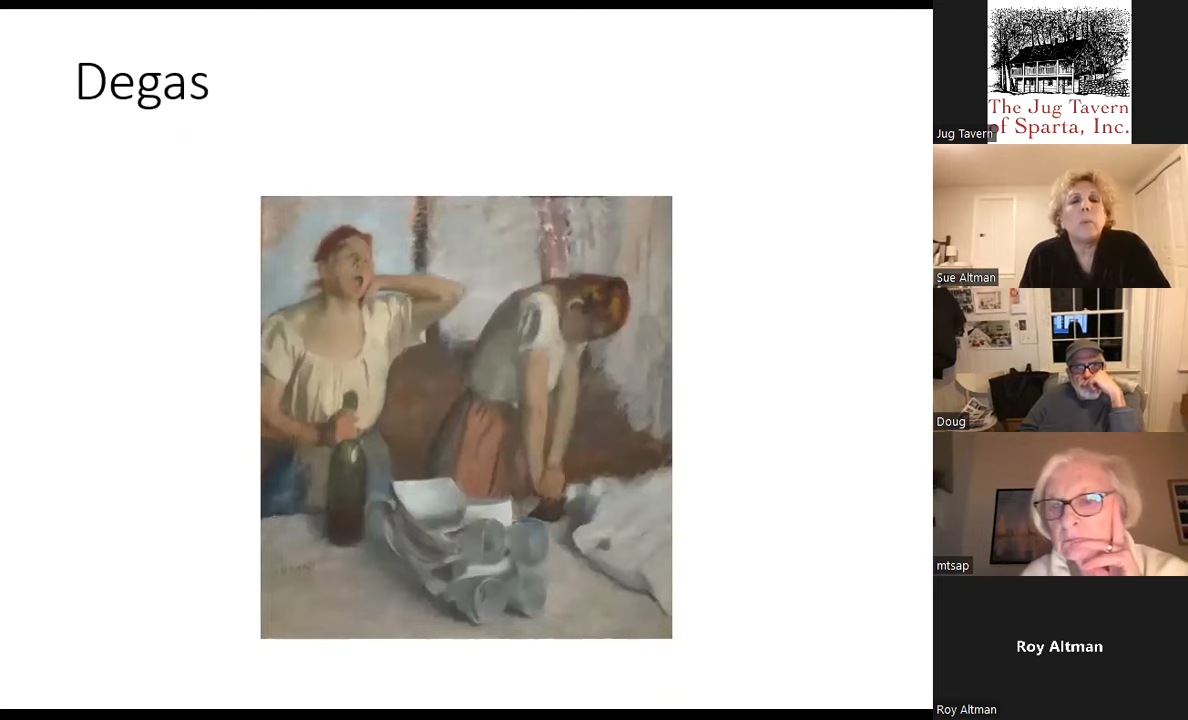 Degas
The Jug Tavern
of Sparta, Inc.
Jug Tavern
Sue Altman
Doug
mtsap
Roy Altman
Roy Altman